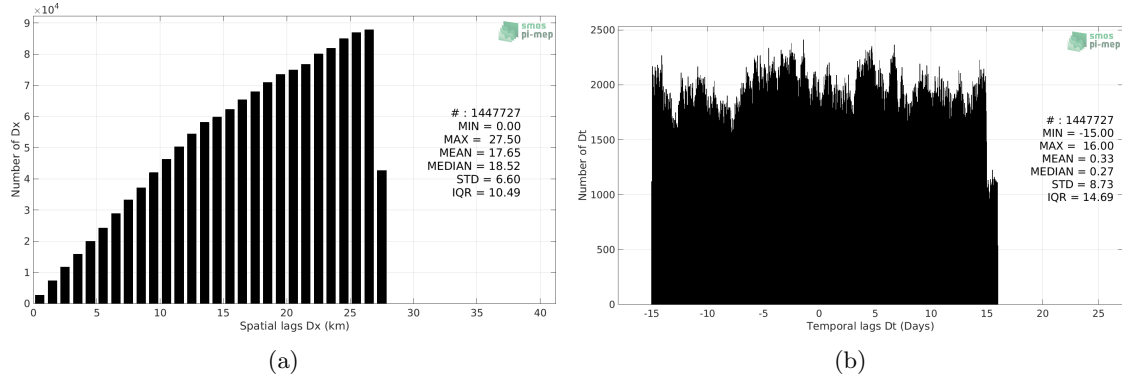 ×10⁴
9
8
7
6
5
4
3
2
1
0
Number of Dx
0 5 10 15 20 25 30 35 40
Spatial lags Dx (km)
smos
pi-mep
# : 1447727
MIN = 0.00
MAX = 27.50
MEAN = 17.65
MEDIAN = 18.52
STD = 6.60
IQR = 10.49
(a)
2500
2000
1500
1000
500
0
Number of Dt
-15 -10 -5 0 5 10 15 20 25
Temporal lags Dt (Days)
smos
pi-mep
# : 1447727
MIN = -15.00
MAX = 16.00
MEAN = 0.33
MEDIAN = 0.27
STD = 8.73
IQR = 14.69
(b)